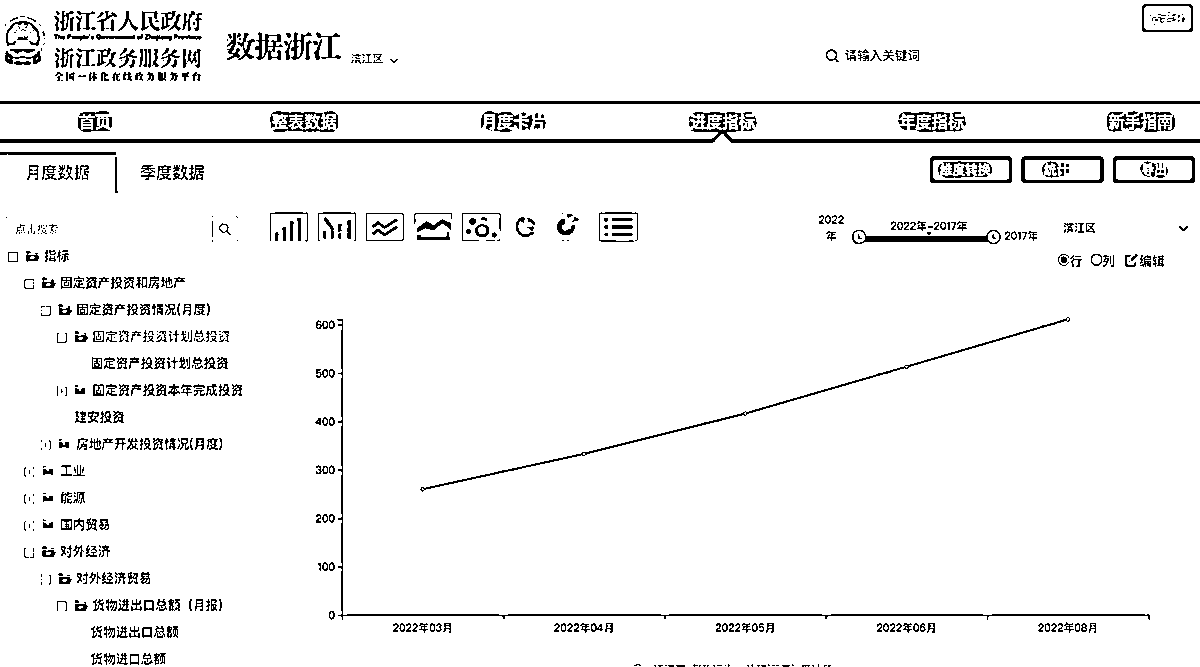 浙江省人民政府
The People's Government of Zhejiang Province
浙江政务服务网
全国一体化在线政务服务平台
数据浙江
滨江区
请输入关键词
首页
整表数据
月度卡片
进度指标
年度指标
新手指南
月度数据
季度数据
维度转换
统计
导出
点击搜索
2022年
2022年-2017年
2017年
滨江区
行
列
编辑
指标
固定资产投资和房地产
固定资产投资情况(月度)
固定资产投资计划总投资
固定资产投资计划总投资
固定资产投资本年完成投资
建安投资
房地产开发投资情况(月度)
工业
能源
国内贸易
对外经济
对外经济贸易
货物进出口总额（月报）
货物进出口总额
货物进口总额
600
500
400
300
200
100
0
2022年03月
2022年04月
2022年05月
2022年06月
2022年08月